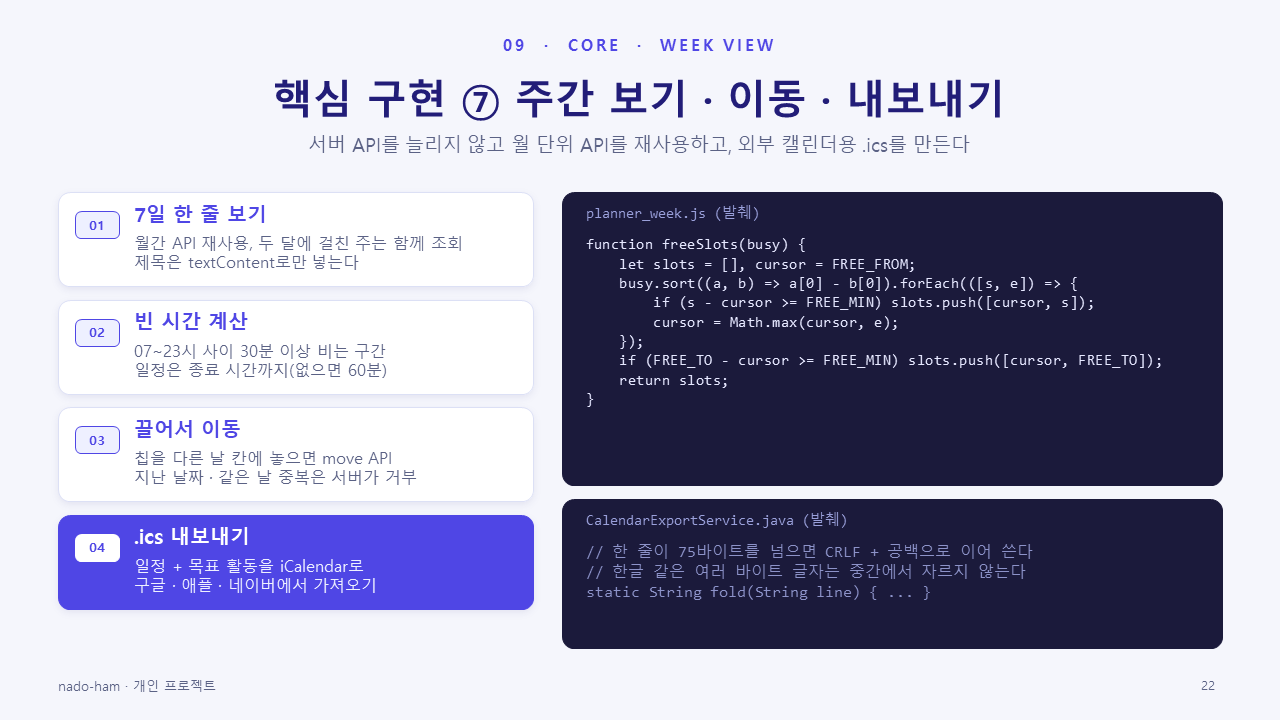 09 · CORE · WEEK VIEW
핵심 구현 ⑦ 주간 보기 · 이동 · 내보내기
서버 API를 늘리지 않고 월 단위 API를 재사용하고, 외부 캘린더용 .ics를 만든다
01
7일 한 줄 보기
월간 API 재사용, 두 달에 걸친 주는 함께 조회
제목은 textContent로만 넣는다
02
빈 시간 계산
07~23시 사이 30분 이상 비는 구간
일정은 종료 시간까지(없으면 60분)
03
끌어서 이동
칩을 다른 날 칸에 놓으면 move API
지난 날짜 · 같은 날 중복은 서버가 거부
04
.ics 내보내기
일정 + 목표 활동을 iCalendar로
구글 · 애플 · 네이버에서 가져오기
planner_week.js (발췌)
function freeSlots(busy) {
    let slots = [], cursor = FREE_FROM;
    busy.sort((a, b) => a[0] - b[0]).forEach(([s, e]) => {
        if (s - cursor >= FREE_MIN) slots.push([cursor, s]);
        cursor = Math.max(cursor, e);
    });
    if (FREE_TO - cursor >= FREE_MIN) slots.push([cursor, FREE_TO]);
    return slots;
}
CalendarExportService.java (발췌)
// 한 줄이 75바이트를 넘으면 CRLF + 공백으로 이어 쓴다
// 한글 같은 여러 바이트 글자는 중간에서 자르지 않는다
static String fold(String line) { ... }
nado-ham · 개인 프로젝트
22